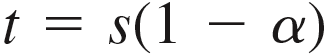 t = s(1 − α)